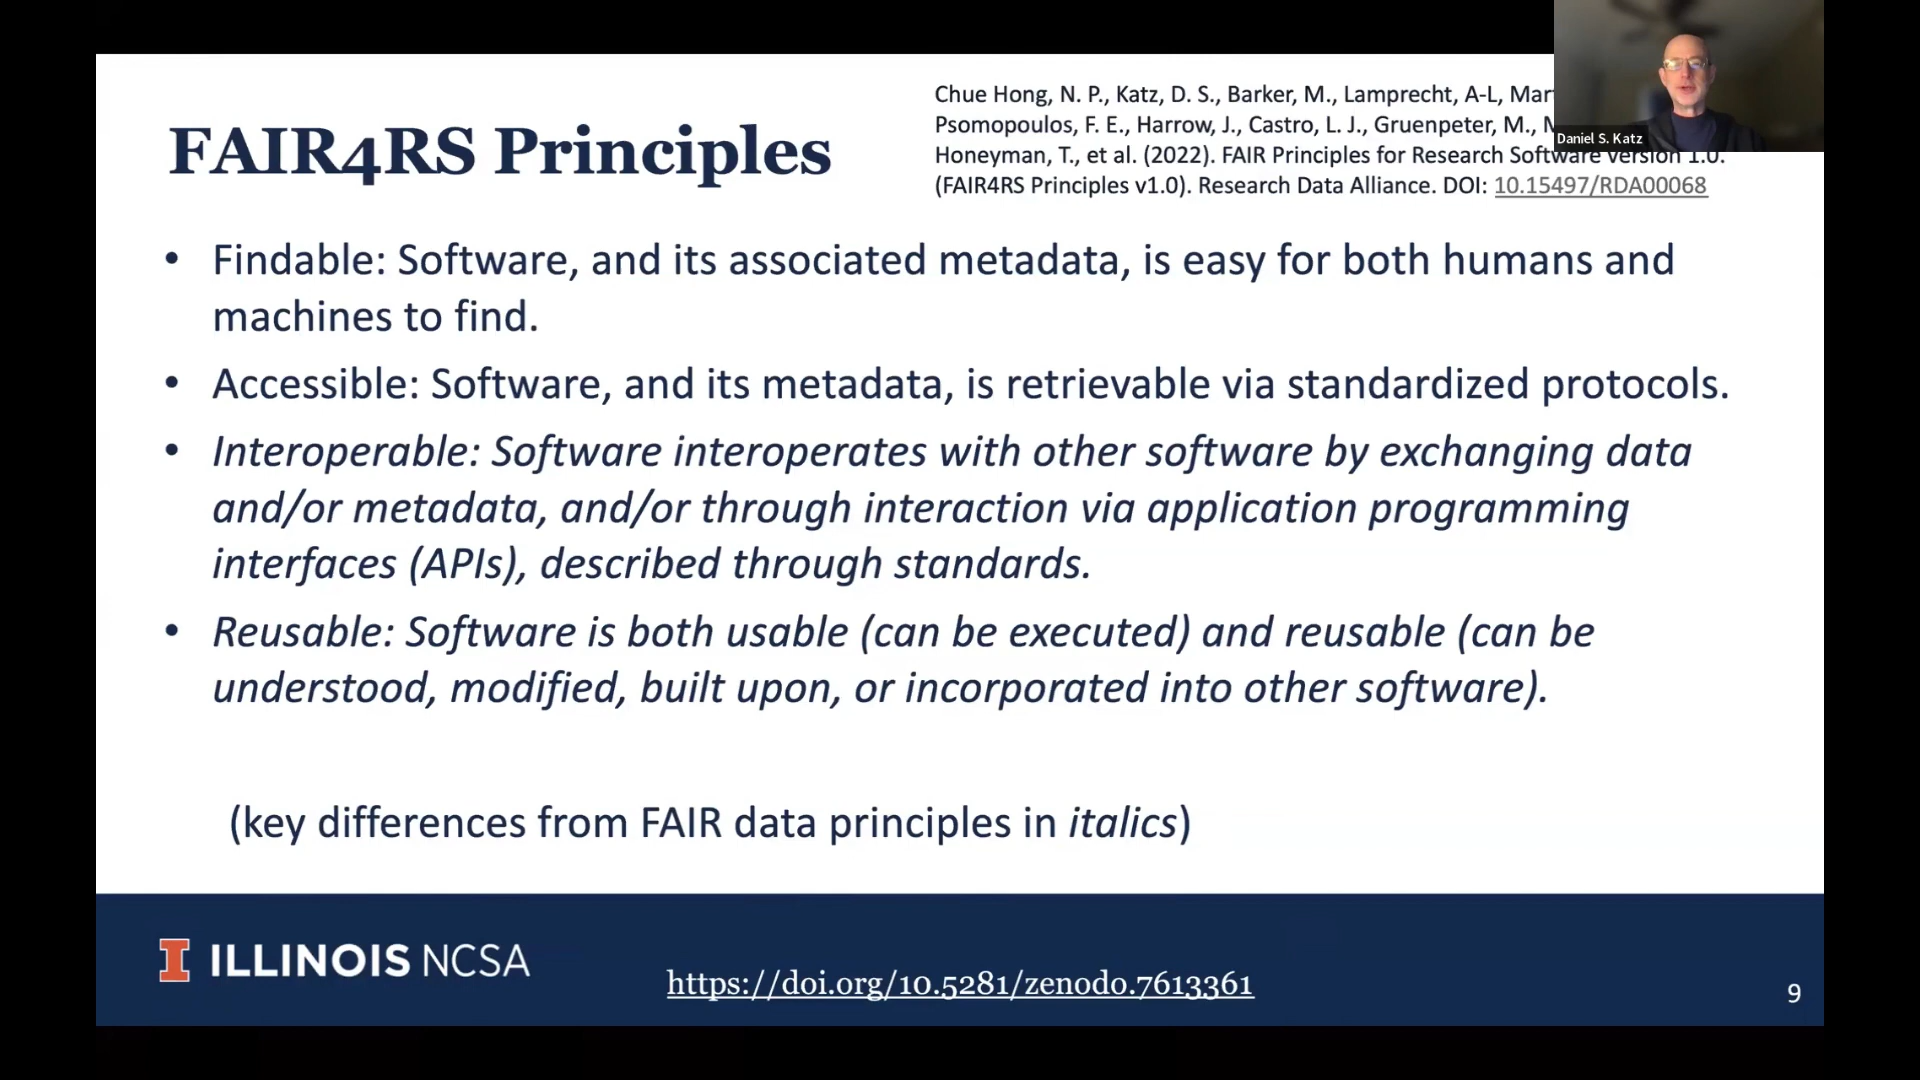 FAIR4RS Principles
Chue Hong, N. P., Katz, D. S., Barker, M., Lamprecht, A-L,
Psomopoulos, F. E., Harrow, J., Castro, L. J., Gruenpeter, M.,
Honeyman, T., et al. (2022). FAIR Principles for Research Software Version 1.0.
(FAIR4RS Principles v1.0). Research Data Alliance. DOI: 10.15497/RDA00068
Daniel S. Katz
• Findable: Software, and its associated metadata, is easy for both humans and
machines to find.
• Accessible: Software, and its metadata, is retrievable via standardized protocols.
• Interoperable: Software interoperates with other software by exchanging data
and/or metadata, and/or through interaction via application programming
interfaces (APIs), described through standards.
• Reusable: Software is both usable (can be executed) and reusable (can be
understood, modified, built upon, or incorporated into other software).
(key differences from FAIR data principles in italics)
I ILLINOIS NCSA
https://doi.org/10.5281/zenodo.7613361
9